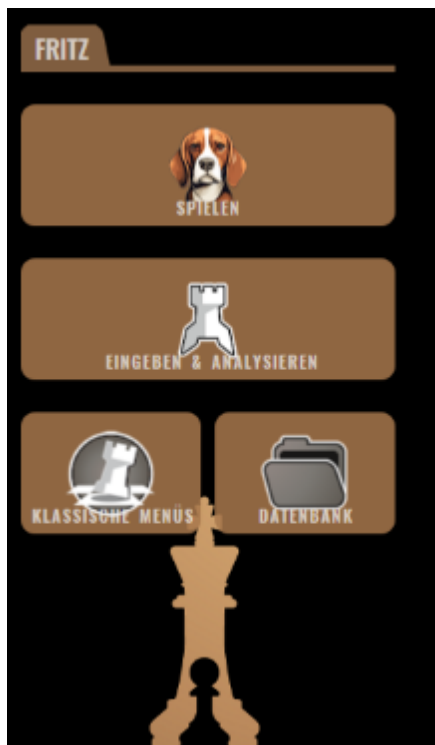 FRITZ
SPIELEN
EINGEBEN & ANALYSIEREN
KLASSISCHE MENÜS
DATENBANK